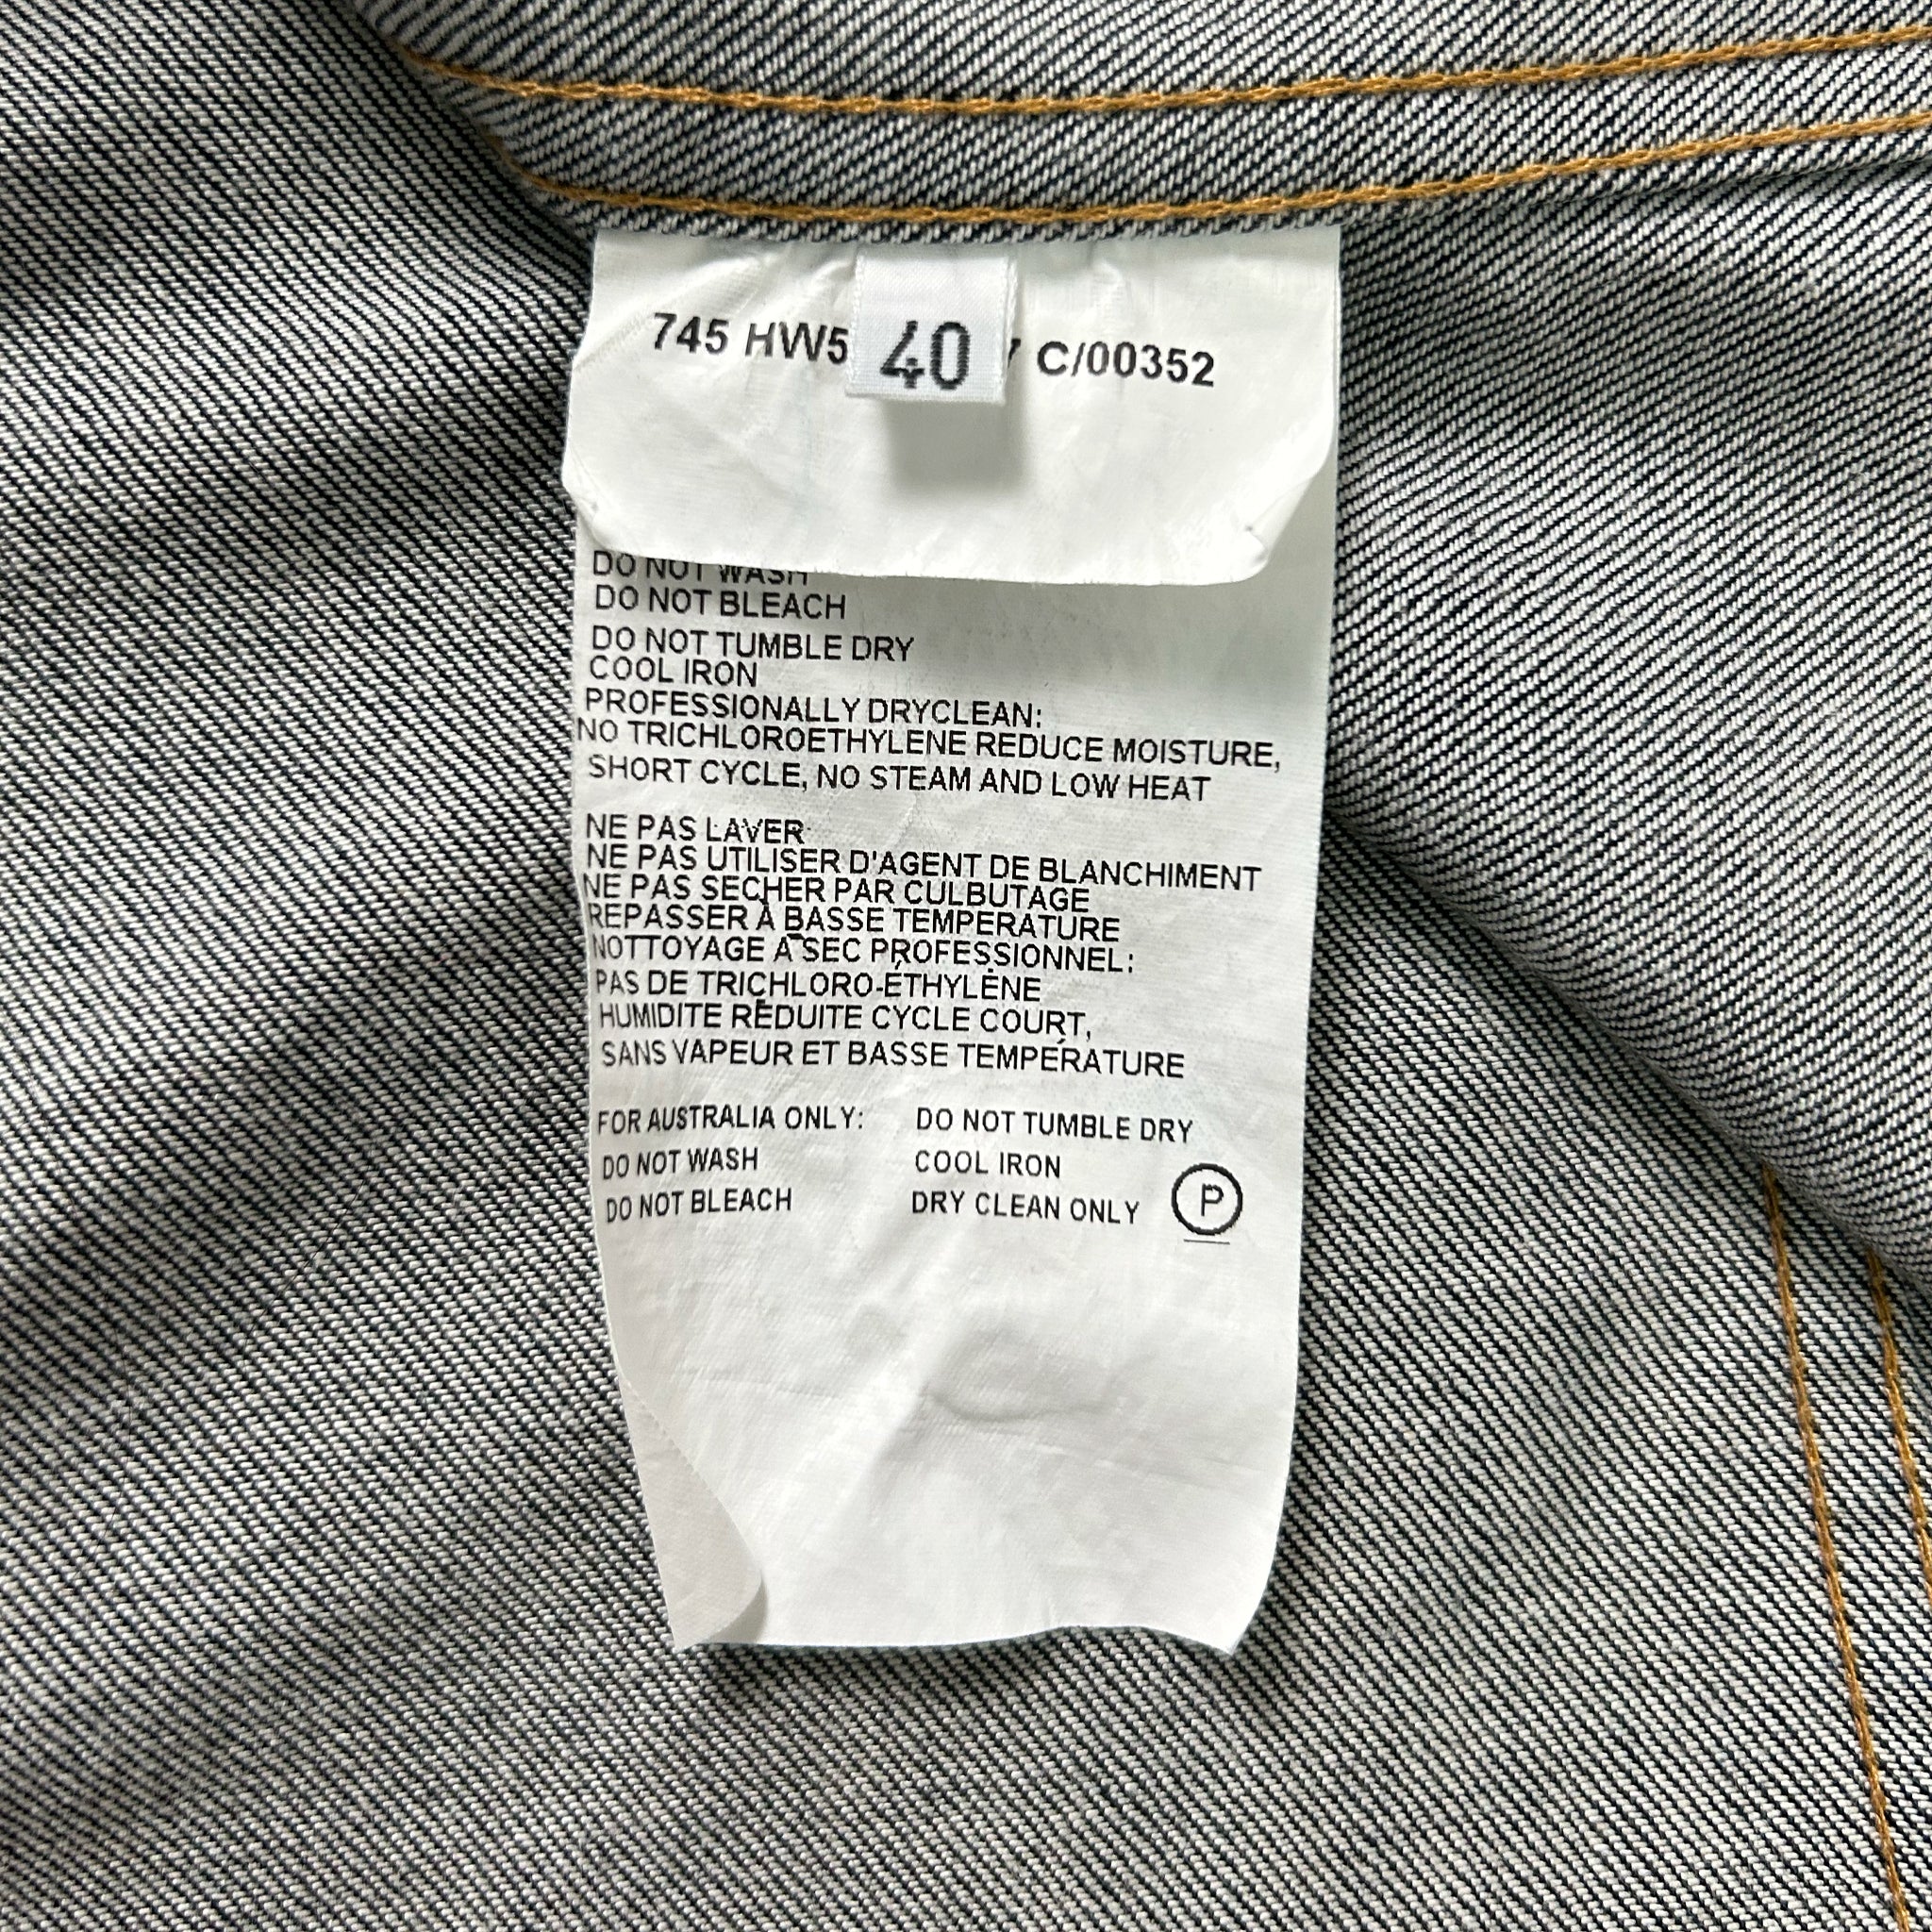 745 HW5 40 C/00352
DO NOT WASH
DO NOT BLEACH
DO NOT TUMBLE DRY
COOL IRON
PROFESSIONALLY DRYCLEAN:
NO TRICHLOROETHYLENE REDUCE MOISTURE,
SHORT CYCLE, NO STEAM AND LOW HEAT
NE PAS LAVER
NE PAS UTILISER D'AGENT DE BLANCHIMENT
NE PAS SECHER PAR CULBUTAGE
REPASSER À BASSE TEMPERATURE
NOTTOYAGE A SEC PROFESSIONNEL:
PAS DE TRICHLORO-ÉTHYLÈNE
HUMIDITE RÉDUITE CYCLE COURT,
SANS VAPEUR ET BASSE TEMPÉRATURE
FOR AUSTRALIA ONLY: DO NOT TUMBLE DRY
DO NOT WASH COOL IRON
DO NOT BLEACH DRY CLEAN ONLY P